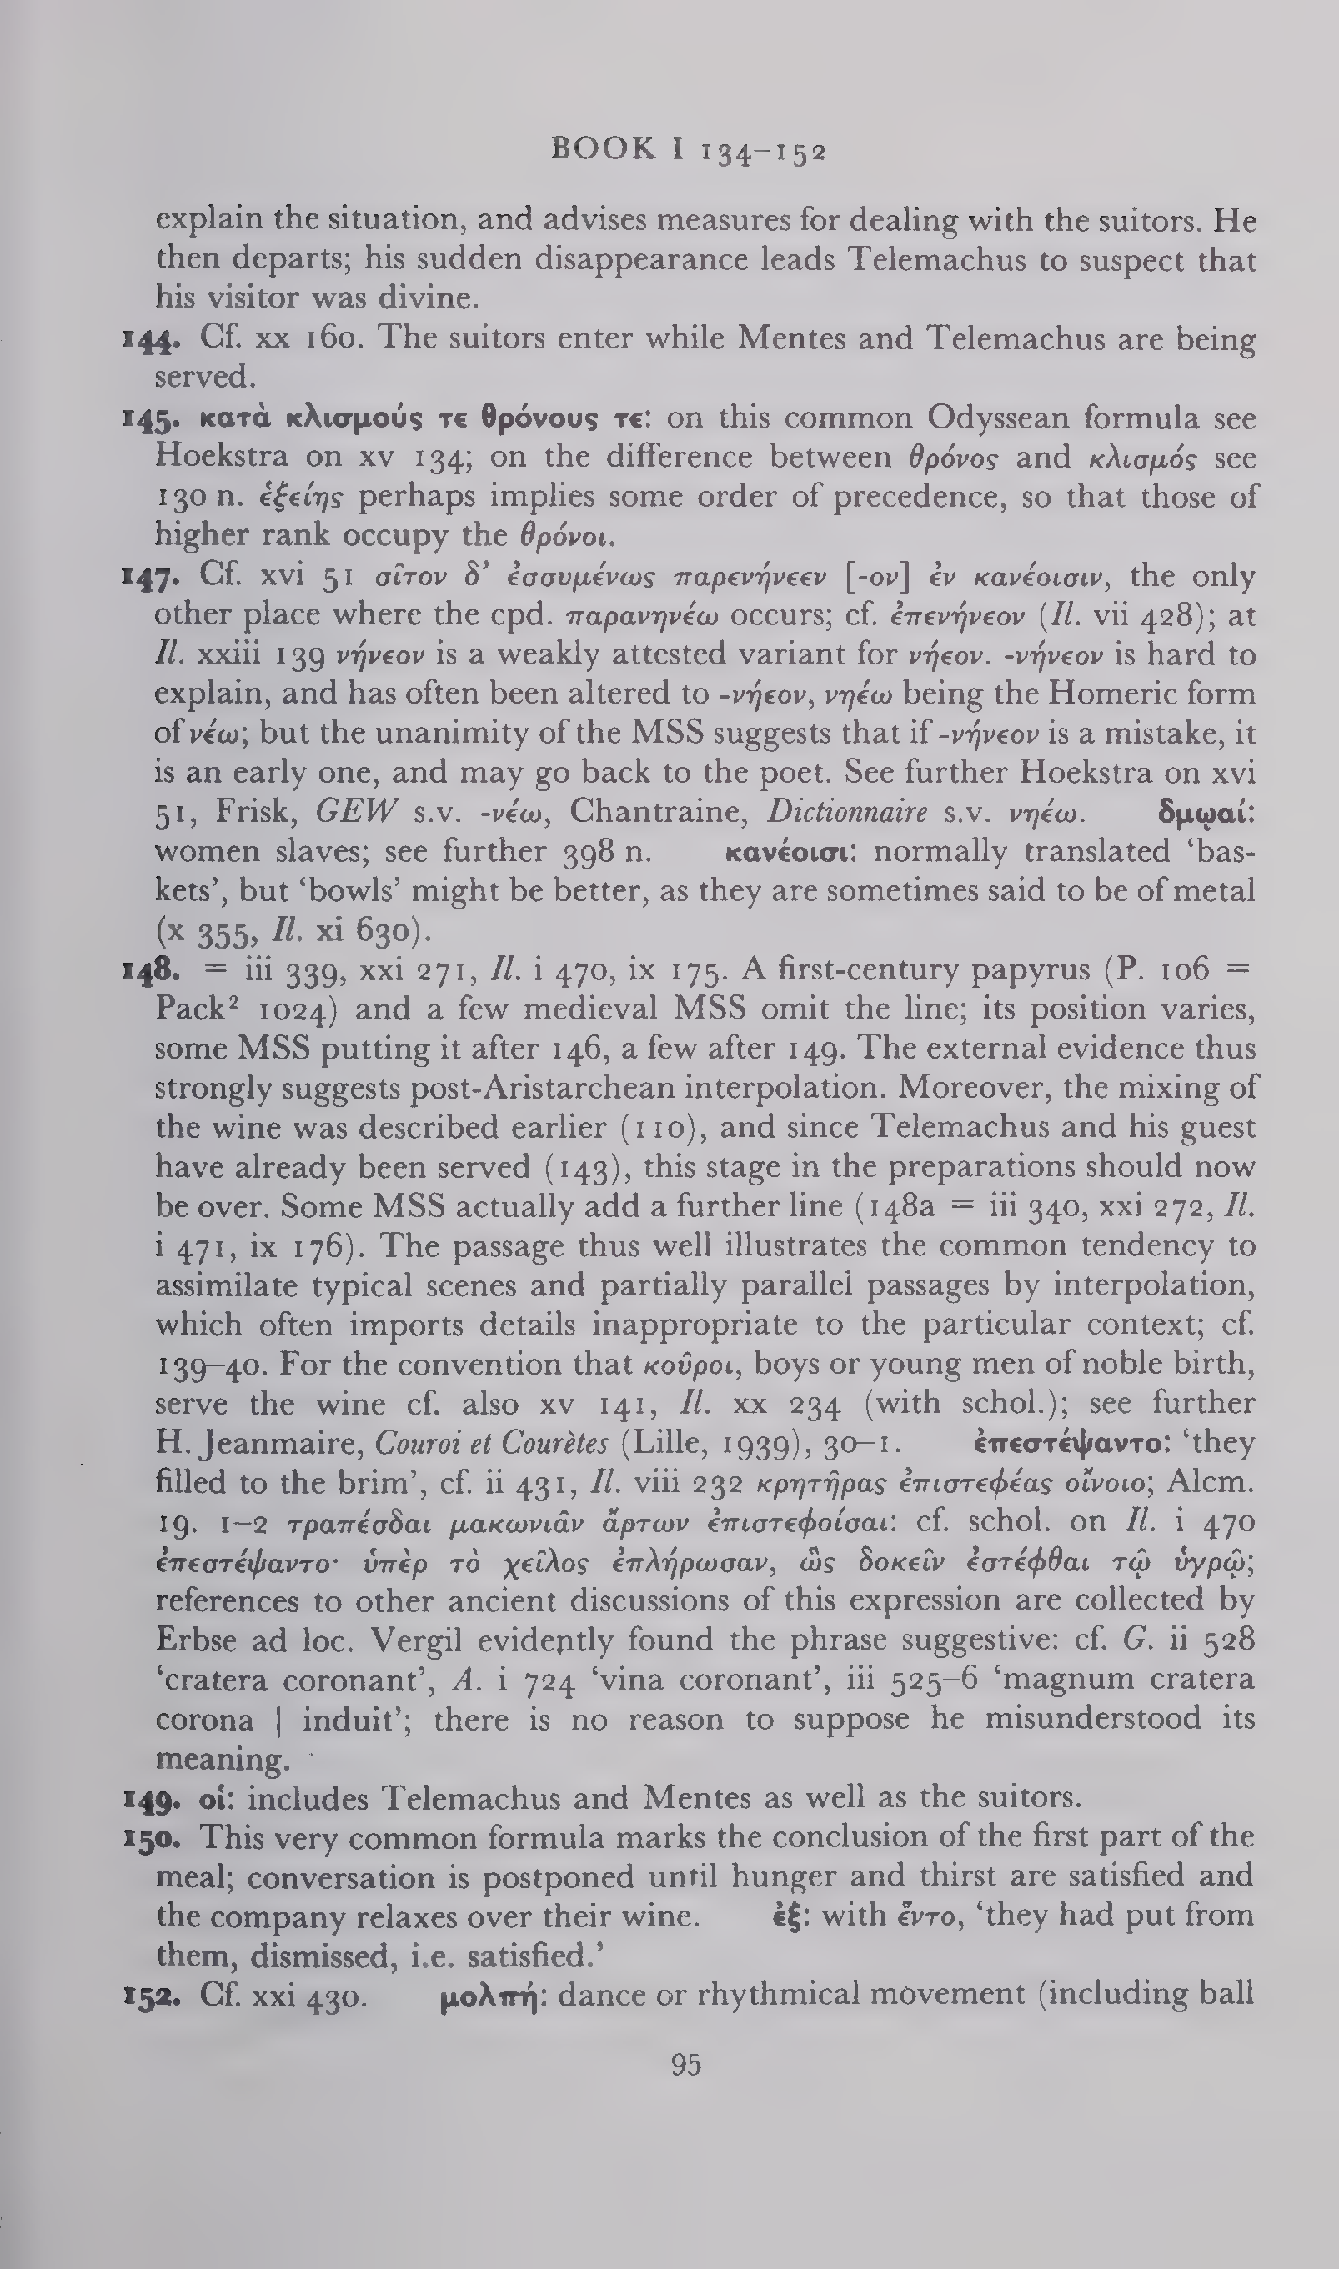 BOOK I 134–152
explain the situation, and advises measures for dealing with the suitors. He
then departs; his sudden disappearance leads Telemachus to suspect that
his visitor was divine.
144. Cf. xx 160. The suitors enter while Mentes and Telemachus are being
served.
145. κατὰ κλισμούς τε θρόνους τε: on this common Odyssean formula see
Hoekstra on xv 134; on the difference between θρόνος and κλισμός see
130 n. ἑξείης perhaps implies some order of precedence, so that those of
higher rank occupy the θρόνοι.
147. Cf. xvi 51 σῖτον δ’ ἐσσυμένως παρενήνεεν [-ον] ἐν κανέοισιν, the only
other place where the cpd. παρανηνέω occurs; cf. ἐπενήνεον (Il. vii 428); at
Il. xxiii 139 νήνεον is a weakly attested variant for νήεον. -νήνεον is hard to
explain, and has often been altered to -νήεον, νηέω being the Homeric form
of νέω; but the unanimity of the MSS suggests that if -νήνεον is a mistake, it
is an early one, and may go back to the poet. See further Hoekstra on xvi
51, Frisk, GEW s.v. -νέω, Chantraine, Dictionnaire s.v. νηέω. δμῳαί:
women slaves; see further 398 n. κανέοισι: normally translated ‘bas-
kets’, but ‘bowls’ might be better, as they are sometimes said to be of metal
(x 355, Il. xi 630).
148. = iii 339, xxi 271, Il. i 470, ix 175. A first-century papyrus (P. 106 =
Pack² 1024) and a few medieval MSS omit the line; its position varies,
some MSS putting it after 146, a few after 149. The external evidence thus
strongly suggests post-Aristarchean interpolation. Moreover, the mixing of
the wine was described earlier (110), and since Telemachus and his guest
have already been served (143), this stage in the preparations should now
be over. Some MSS actually add a further line (148a = iii 340, xxi 272, Il.
i 471, ix 176). The passage thus well illustrates the common tendency to
assimilate typical scenes and partially parallel passages by interpolation,
which often imports details inappropriate to the particular context; cf.
139–40. For the convention that κοῦροι, boys or young men of noble birth,
serve the wine cf. also xv 141, Il. xx 234 (with schol.); see further
H. Jeanmaire, Couroi et Courètes (Lille, 1939), 30–1. ἐπεστέψαντο: ‘they
filled to the brim’, cf. ii 431, Il. viii 232 κρητῆρας ἐπιστεφέας οἴνοιο; Alcm.
19. 1–2 τραπέσδαι μακωνιᾶν ἄρτων ἐπιστεφοίσαι: cf. schol. on Il. i 470
ἐπεστέψαντο· ὑπὲρ τὸ χεῖλος ἐπλήρωσαν, ὡς δοκεῖν ἐστέφθαι τῷ ὑγρῷ;
references to other ancient discussions of this expression are collected by
Erbse ad loc. Vergil evidently found the phrase suggestive: cf. G. ii 528
‘cratera coronant’, A. i 724 ‘vina coronant’, iii 525–6 ‘magnum cratera
corona | induit’; there is no reason to suppose he misunderstood its
meaning.
149. οἱ: includes Telemachus and Mentes as well as the suitors.
150. This very common formula marks the conclusion of the first part of the
meal; conversation is postponed until hunger and thirst are satisfied and
the company relaxes over their wine. ἐξ: with ἕντο, ‘they had put from
them, dismissed, i.e. satisfied.’
152. Cf. xxi 430. μολπή: dance or rhythmical movement (including ball
95